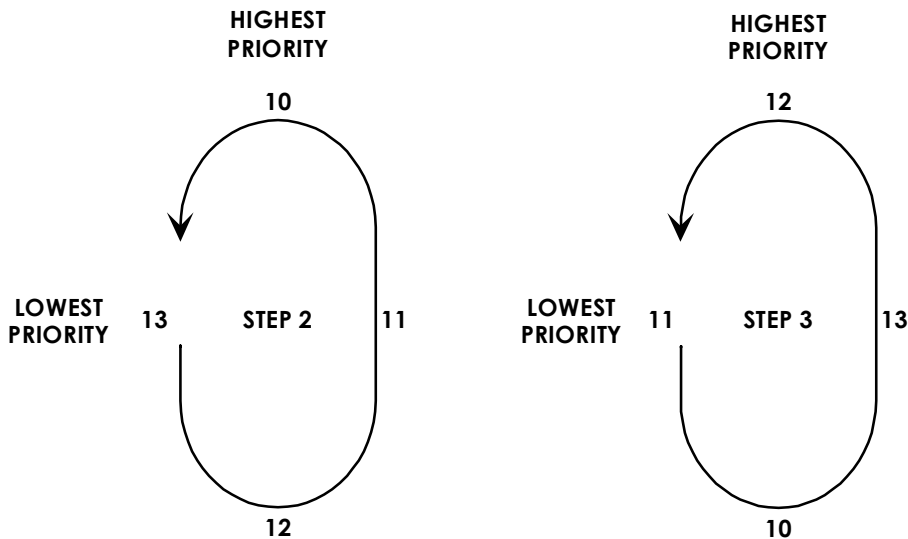 HIGHEST
PRIORITY
10
LOWEST
PRIORITY
13
STEP 2
11
12
HIGHEST
PRIORITY
12
LOWEST
PRIORITY
11
STEP 3
13
10